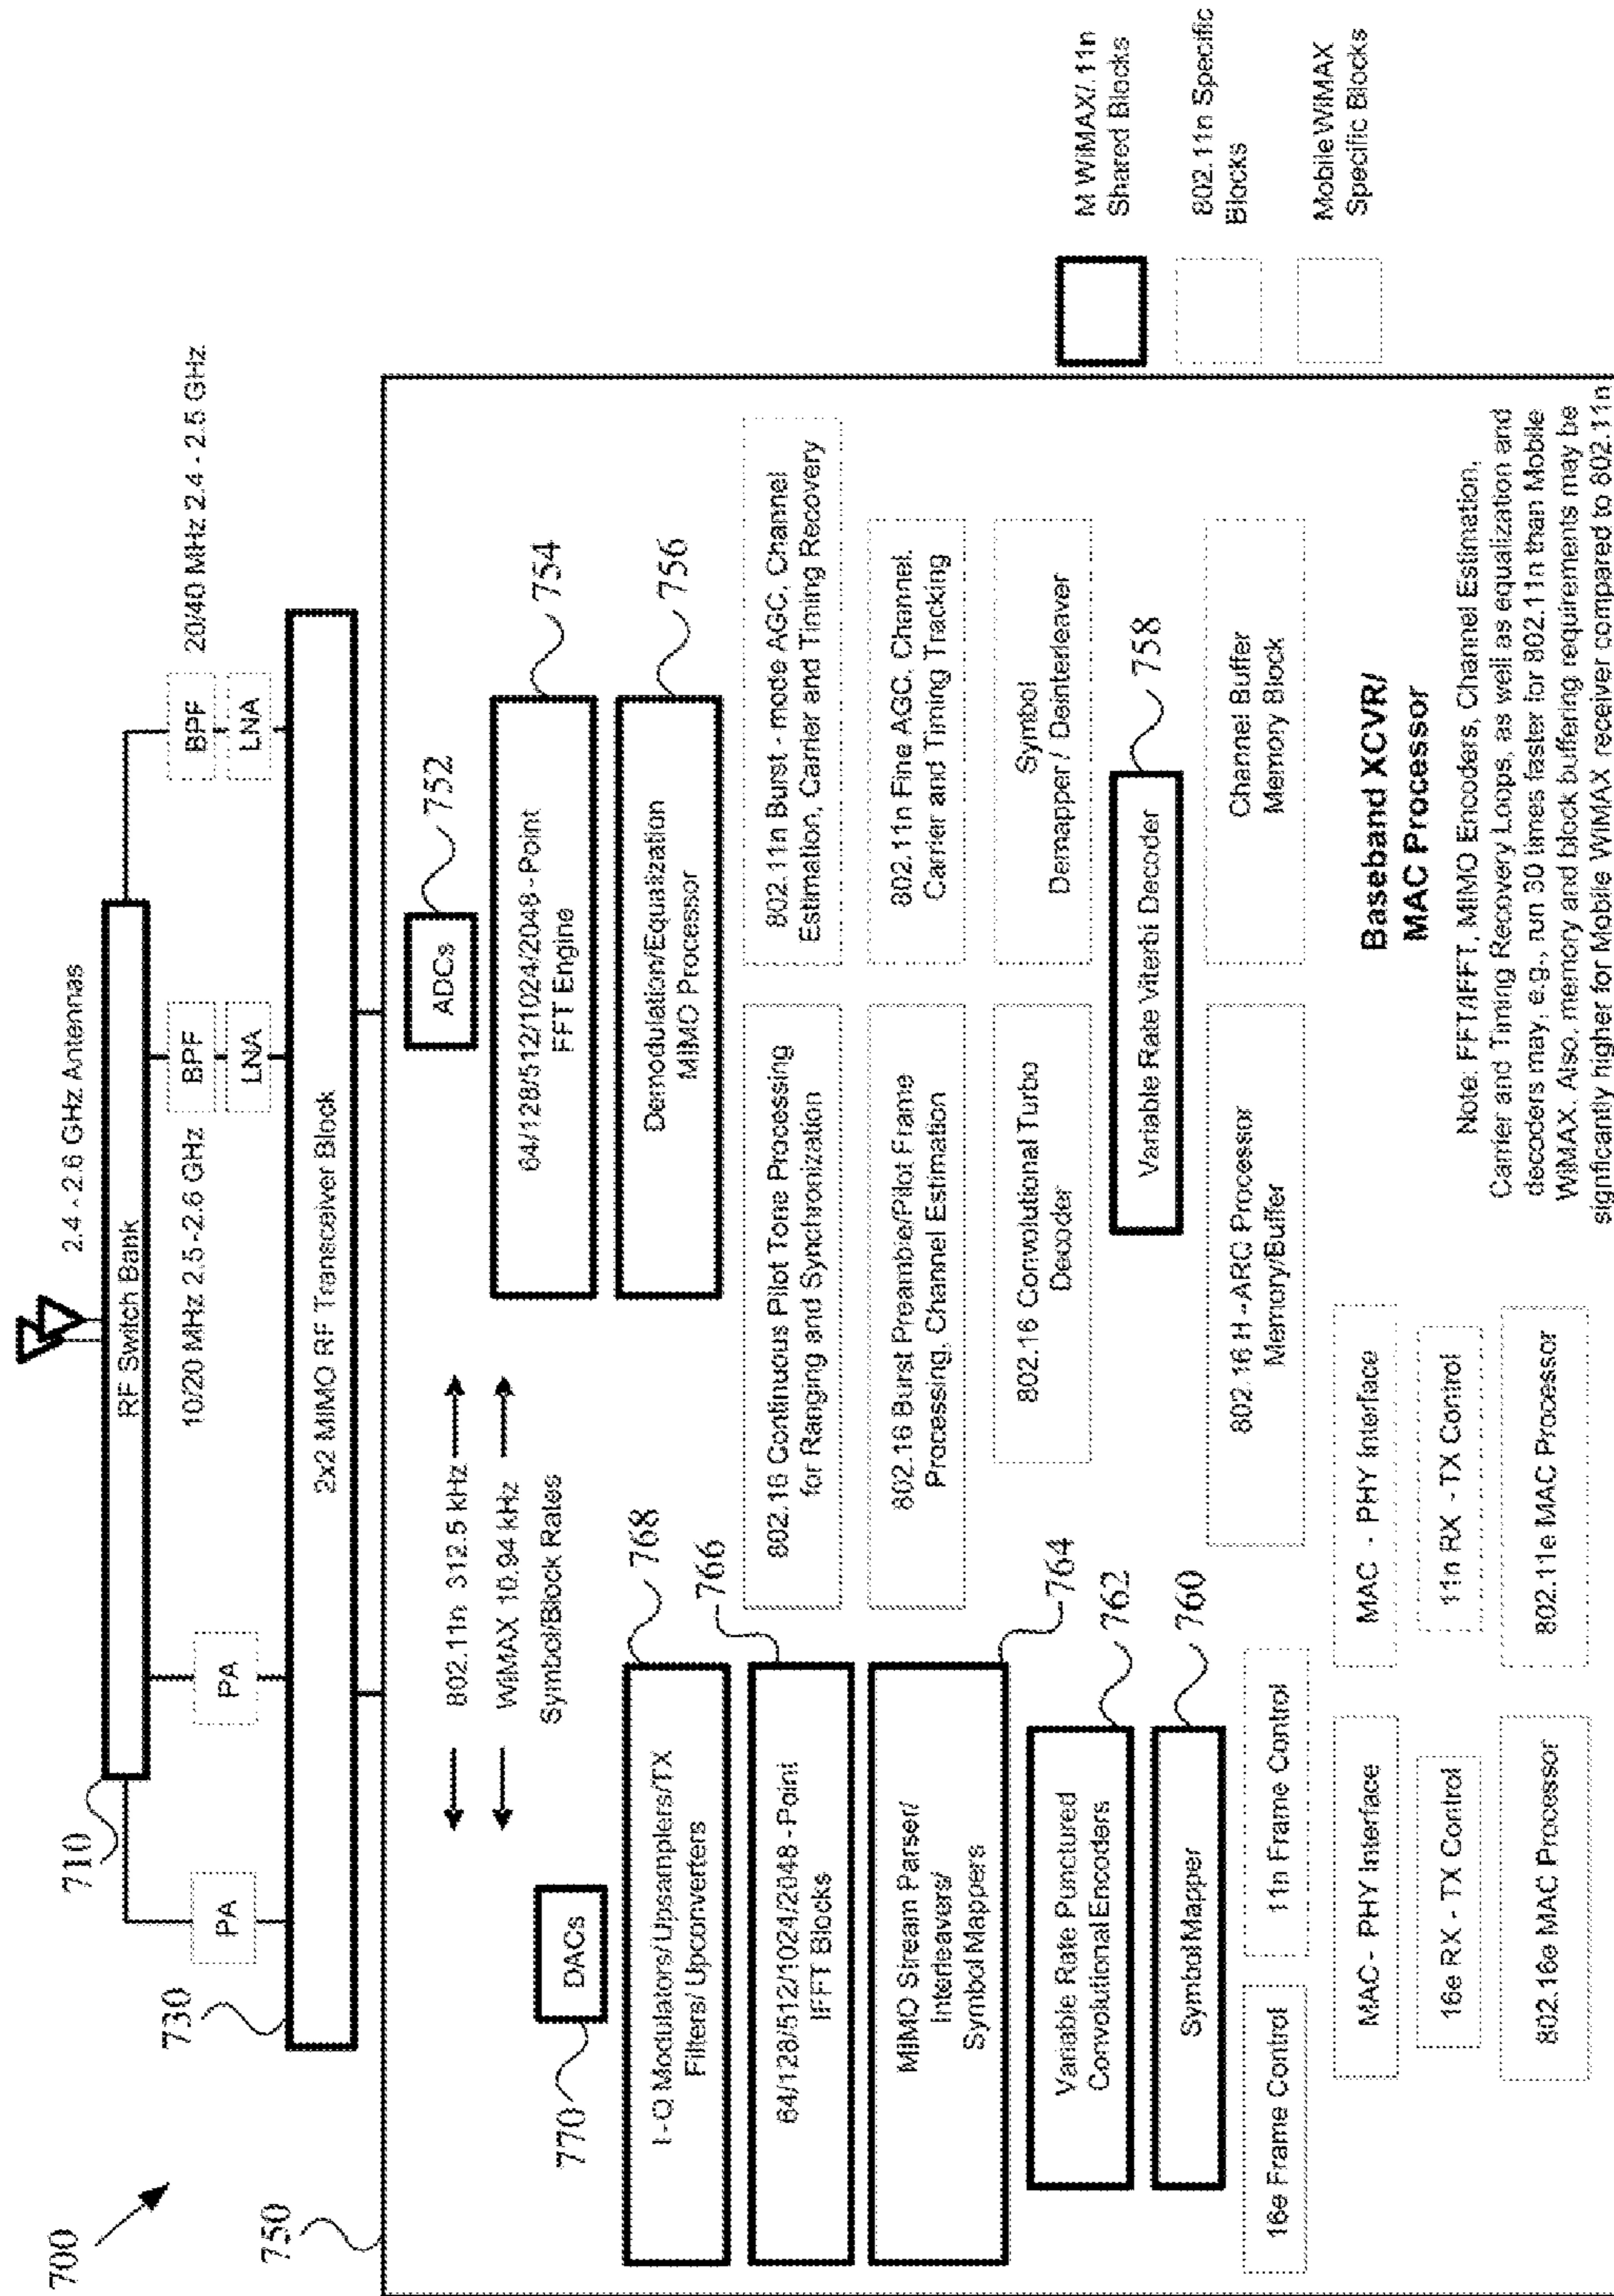 700
2.4 - 2.6 GHz Antennas
710
RF Switch Bank
PA
PA
10/20 MHz 2.5 -2.6 GHz
BPF
LNA
BPF
LNA
20/40 MHz 2.4 - 2.5 GHz
730
2x2 MIMO RF Transceiver Block
750
770
DACs
802.11n 312.5 kHz
WiMAX 10.94 kHz
Symbol/Block Rates
ADCs
752
I-Q Modulators/Upsamplers/TX
Filters/ Upconverters
768
64/128/512/1024/2048 - Point
IFFT Blocks
766
MIMO Stream Parser/
Interleavers/
Symbol Mappers
764
Variable Rate Punctured
Convolutional Encoders
762
Symbol Mapper
760
16e Frame Control
11n Frame Control
MAC - PHY Interface
MAC - PHY Interface
16e RX - TX Control
11n RX - TX Control
802.16e MAC Processor
802.11e MAC Processor
64/128/512/1024/2048 - Point
FFT Engine
754
Demodulation/Equalization
MIMO Processor
756
802.16 Continuous Pilot Tone Processing
for Ranging and Synchronization
802.11n Burst - mode AGC, Channel
Estimation, Carrier and Timing Recovery
802.16 Burst Preamble/Pilot Frame
Processing, Channel Estimation
802.11n Fine AGC, Channel,
Carrier and Timing Tracking
802.16 Convolutional Turbo
Decoder
Symbol
Demapper / Deinterleaver
Variable Rate Viterbi Decoder
758
802.16 H -ARQ Processor
Memory/Buffer
Channel Buffer
Memory Block
Baseband XCVR/
MAC Processor
Note: FFT/IFFT, MIMO Encoders, Channel Estimation,
Carrier and Timing Recovery Loops, as well as equalization and
decoders may, e.g., run 30 times faster for 802.11n than Mobile
WiMAX. Also, memory and block buffering requirements may be
signficantly higher for Mobile WiMAX receiver compared to 802.11n
M WiMAX/.11n
Shared Blocks
802.11n Specific
Blocks
Mobile WiMAX
Specific Blocks